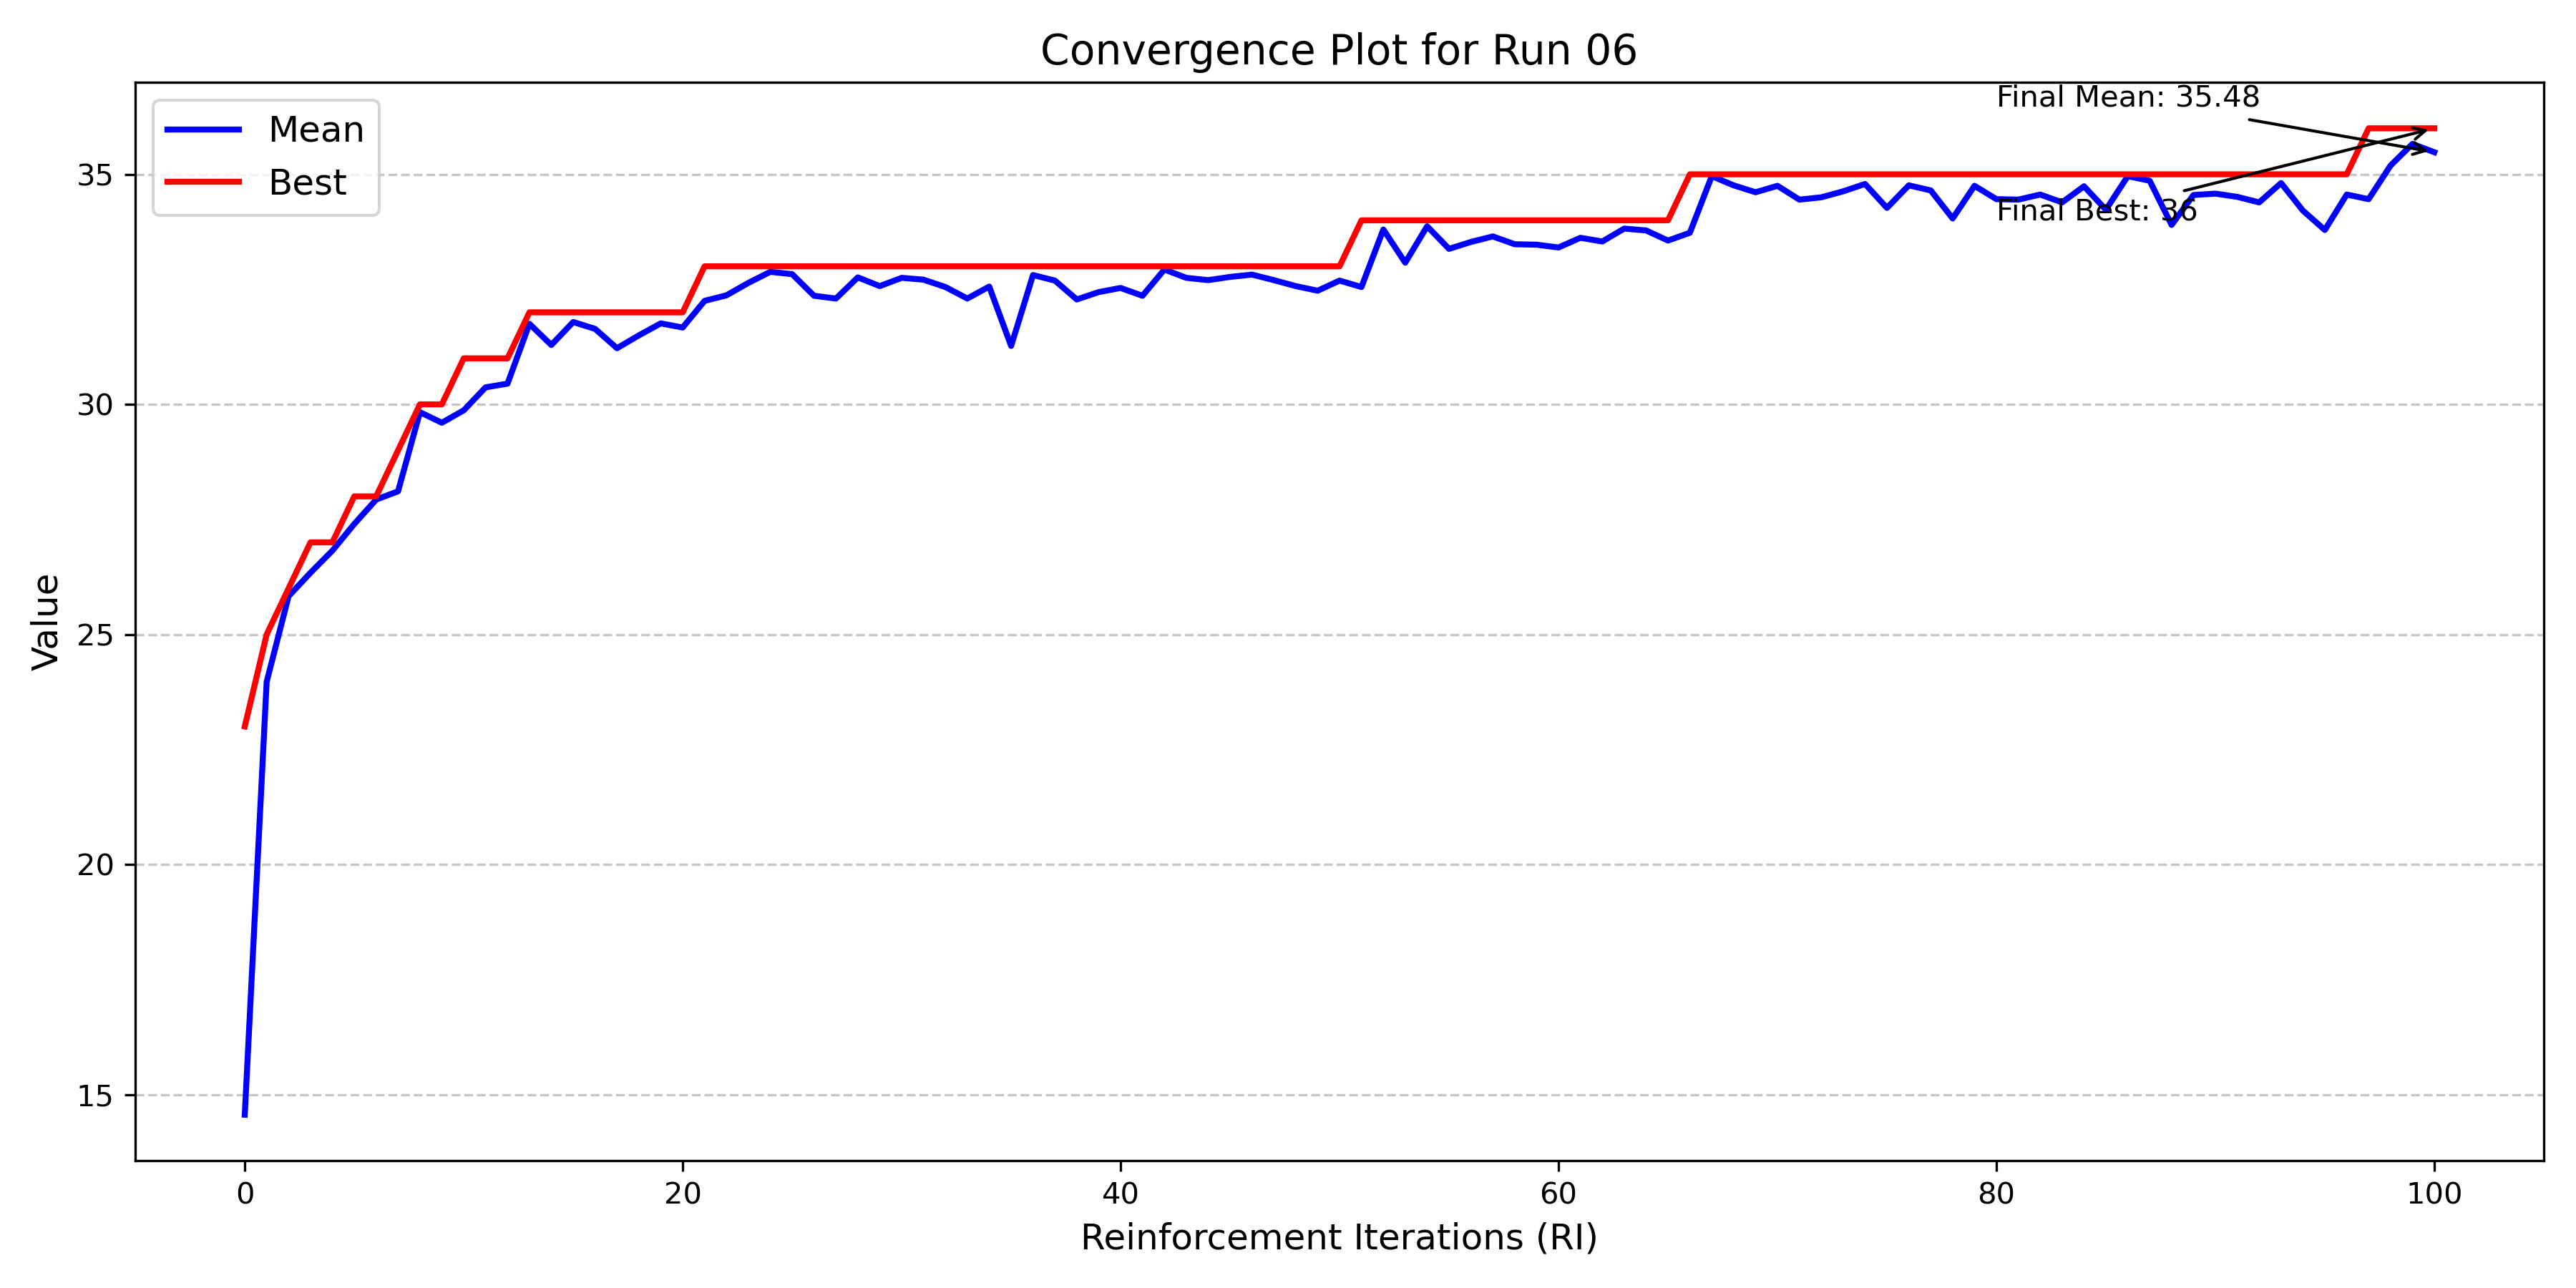 Convergence Plot for Run 06
Mean
Best
Final Mean: 35.48
Final Best: 36
Value
35
30
25
20
15
0
20
40
60
80
100
Reinforcement Iterations (RI)